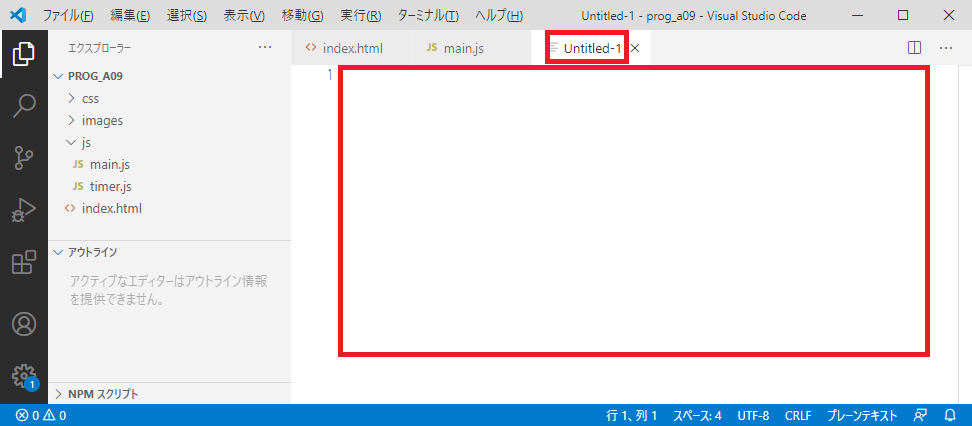 ファイル(F) 編集(E) 選択(S) 表示(V) 移動(G) 実行(R) ターミナル(T) ヘルプ(H) Untitled-1 - prog_a09 - Visual Studio Code
エクスプローラー
PROG_A09
css
images
js
JS main.js
JS timer.js
<> index.html
アウトライン
アクティブなエディターはアウトライン情報
を提供できません。
NPM スクリプト
<> index.html JS main.js Untitled-1
1
1
0 0 行 1、列 1 スペース: 4 UTF-8 CRLF プレーンテキスト